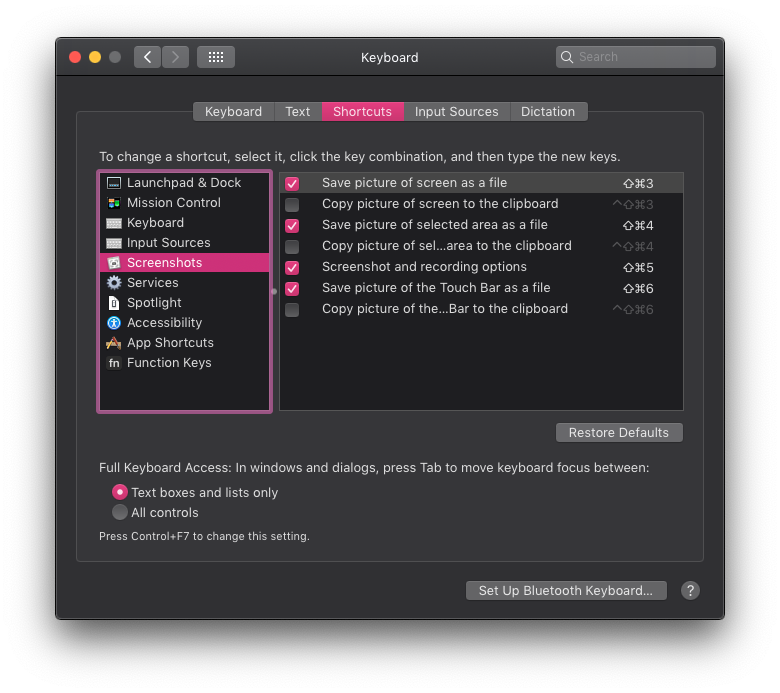 Keyboard
Search
Keyboard Text Shortcuts Input Sources Dictation
To change a shortcut, select it, click the key combination, and then type the new keys.
Launchpad & Dock
Mission Control
Keyboard
Input Sources
Screenshots
Services
Spotlight
Accessibility
App Shortcuts
fn Function Keys
Save picture of screen as a file ⇧⌘3
Copy picture of screen to the clipboard ^⇧⌘3
Save picture of selected area as a file ⇧⌘4
Copy picture of sel...area to the clipboard ^⇧⌘4
Screenshot and recording options ⇧⌘5
Save picture of the Touch Bar as a file ⇧⌘6
Copy picture of the...Bar to the clipboard ^⇧⌘6
Restore Defaults
Full Keyboard Access: In windows and dialogs, press Tab to move keyboard focus between:
Text boxes and lists only
All controls
Press Control+F7 to change this setting.
Set Up Bluetooth Keyboard... ?